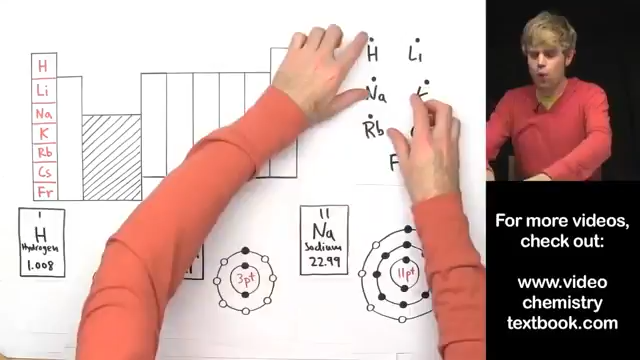 H
Li
Na
K
Rb
Cs
Fr
H Li
Na
Rb
F
1
H
Hydrogen
1.008
3p+
11
Na
Sodium
22.99
11p+
For more videos,
check out:
www.video
chemistry
textbook.com